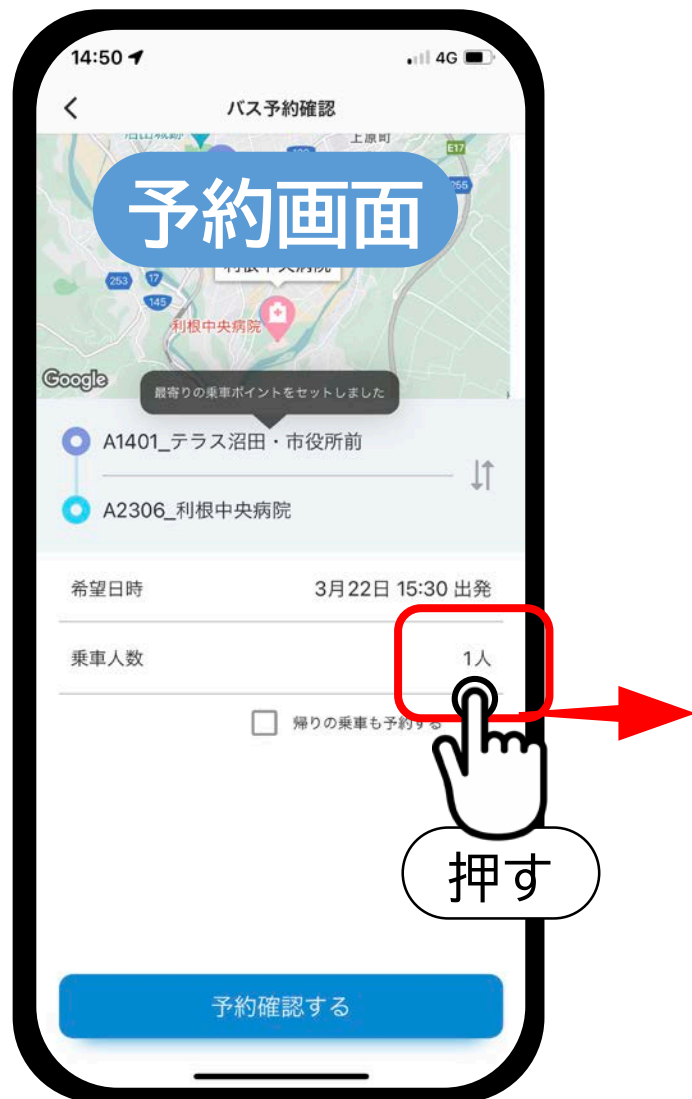 14:50
4G
バス予約確認
上原町
E17
予約画面
253
17
145
利根中央病院
Google
最寄りの乗車ポイントをセットしました
A1401_テラス沼田・市役所前
A2306_利根中央病院
希望日時 3月22日 15:30 出発
乗車人数 1人
帰りの乗車も予約する
押す
予約確認する